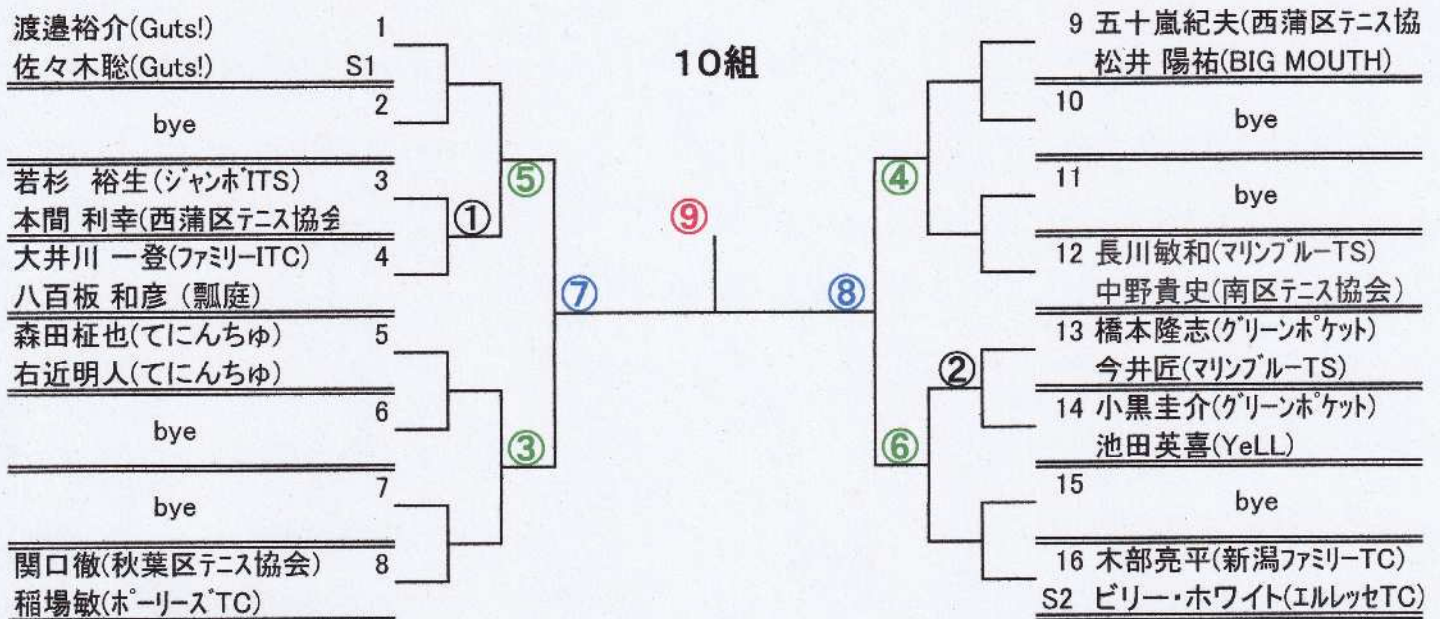 10組
渡邉裕介(Guts!) 1
佐々木聡(Guts!) S1
bye 2
若杉 裕生(ジャンボITS) 3
本間 利幸(西蒲区テニス協会
大井川 一登(ファミリーITC) 4
八百板 和彦 (瓢庭)
森田柾也(てにんちゅ) 5
右近明人(てにんちゅ)
bye 6
bye 7
関口徹(秋葉区テニス協会) 8
稲場敏(ポーリーズTC)
①
⑤
③
⑦
⑨
⑧
④
②
⑥
9 五十嵐紀夫(西蒲区テニス協
松井 陽祐(BIG MOUTH)
10 bye
11 bye
12 長川敏和(マリンブルーTS)
中野貴史(南区テニス協会)
13 橋本隆志(グリーンポケット)
今井匠(マリンブルーTS)
14 小黒圭介(グリーンポケット)
池田英喜(YeLL)
15 bye
16 木部亮平(新潟ファミリーTC)
S2 ビリー・ホワイト(エルレッセTC)